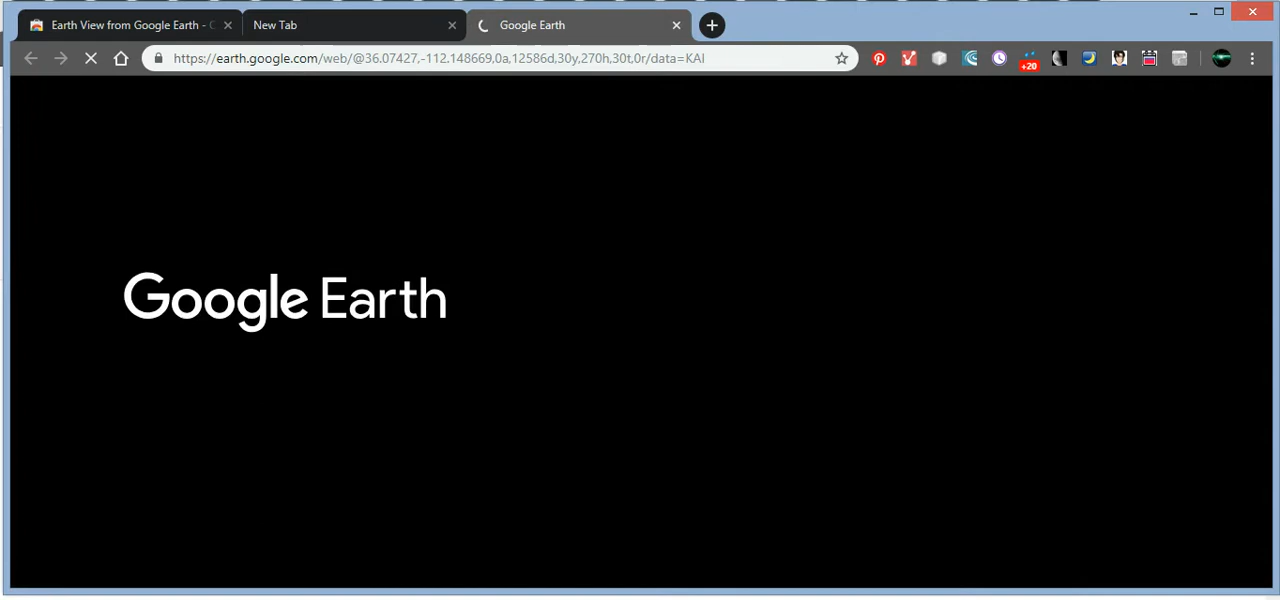 Earth View from Google Earth - C
New Tab
Google Earth
https://earth.google.com/web/@36.07427,-112.148669,0a,12586d,30y,270h,30t,0r/data=KAI
+20
Google Earth